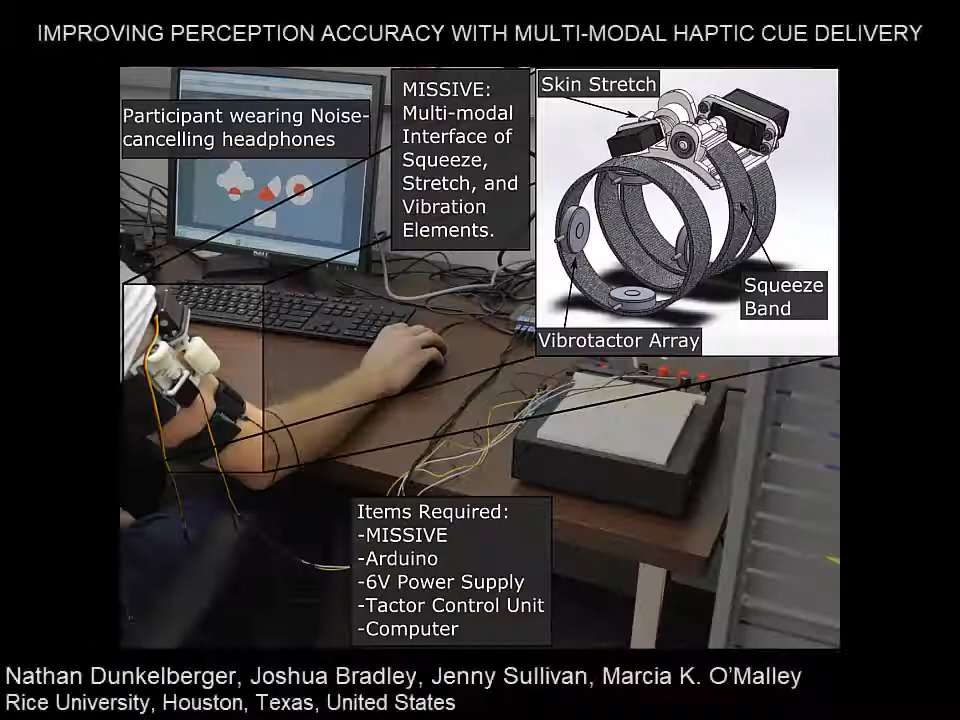 IMPROVING PERCEPTION ACCURACY WITH MULTI-MODAL HAPTIC CUE DELIVERY
Participant wearing Noise-
cancelling headphones
MISSIVE:
Multi-modal
Interface of
Squeeze,
Stretch, and
Vibration
Elements.
Skin Stretch
Squeeze
Band
Vibrotactor Array
DELL
Items Required:
-MISSIVE
-Arduino
-6V Power Supply
-Tactor Control Unit
-Computer
Nathan Dunkelberger, Joshua Bradley, Jenny Sullivan, Marcia K. O'Malley
Rice University, Houston, Texas, United States